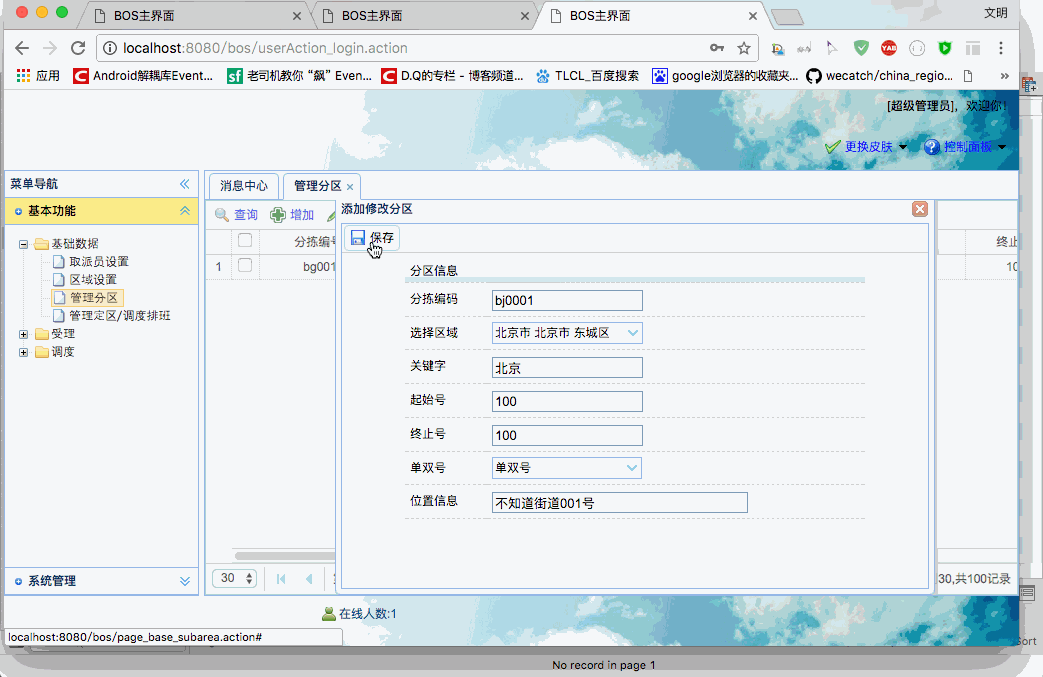 BOS主界面
BOS主界面
BOS主界面
文明
localhost:8080/bos/userAction_login.action
YAB
应用
Android解耦库Event...
sf 老司机教你“飙”Even...
D.Q的专栏 - 博客频道...
TLCL_百度搜索
google浏览器的收藏夹...
wecatch/china_regio...
»
[超级管理员]，欢迎你！
更换皮肤
控制面板
菜单导航
基本功能
基础数据
取派员设置
区域设置
管理分区
管理定区/调度排班
受理
调度
系统管理
消息中心
管理分区
查询
增加
分拣编号
终止
1
bg001
10
添加修改分区
保存
分区信息
分拣编码
bj0001
选择区域
北京市 北京市 东城区
关键字
北京
起始号
100
终止号
100
单双号
单双号
位置信息
不知道街道001号
30
30,共100记录
在线人数:1
localhost:8080/bos/page_base_subarea.action#
Sort
No record in page 1